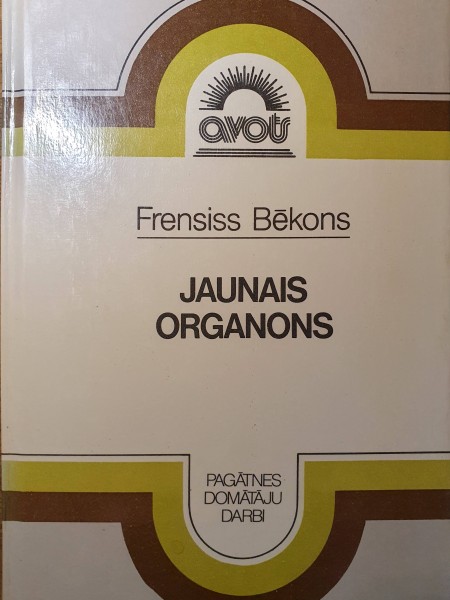 avots
Frensiss Bēkons
JAUNAIS
ORGANONS
PAGĀTNES
DOMĀTĀJU
DARBI